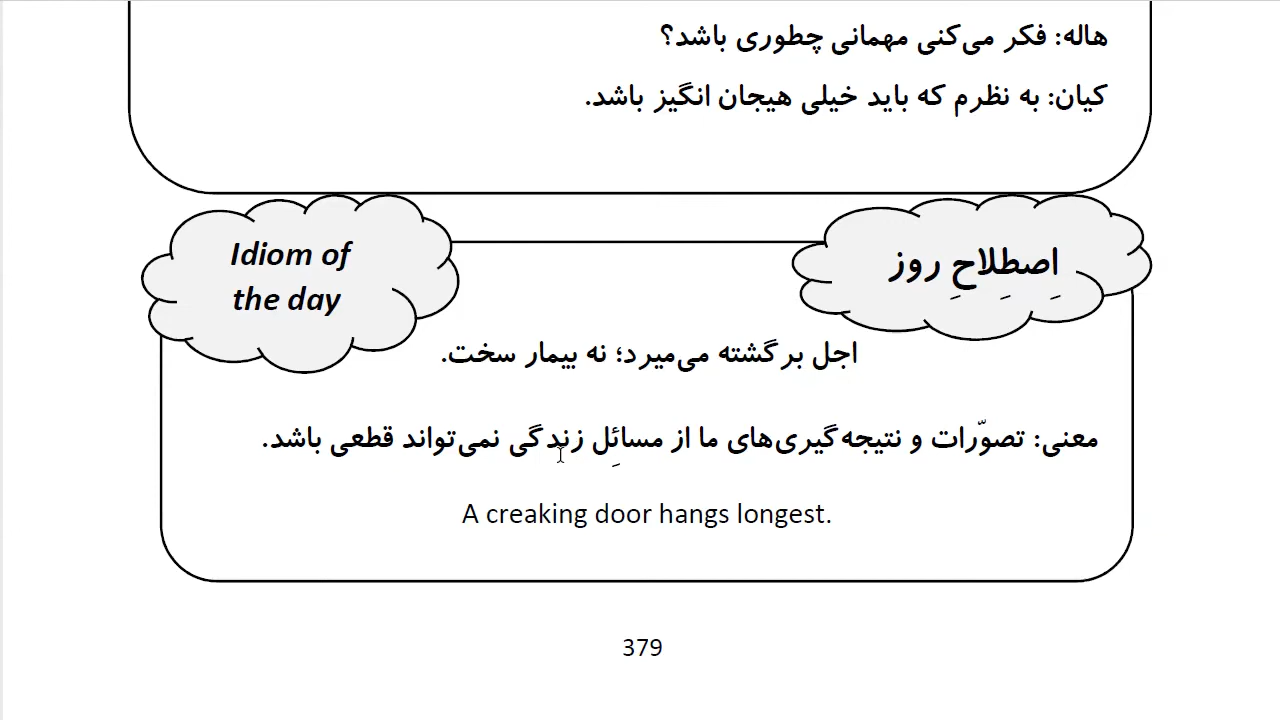 هاله: فکر می‌کنی مهمانی چطوری باشد؟
کیان: به نظرم که باید خیلی هیجان انگیز باشد.
Idiom of
the day
اِصطِلاحِ روز
اجل برگشته می‌میرد؛ نه بیمار سخت.
معنی: تصوّرات و نتیجه‌گیری‌های ما از مسائِل زندگی نمی‌تواند قطعی باشد.
A creaking door hangs longest.
379